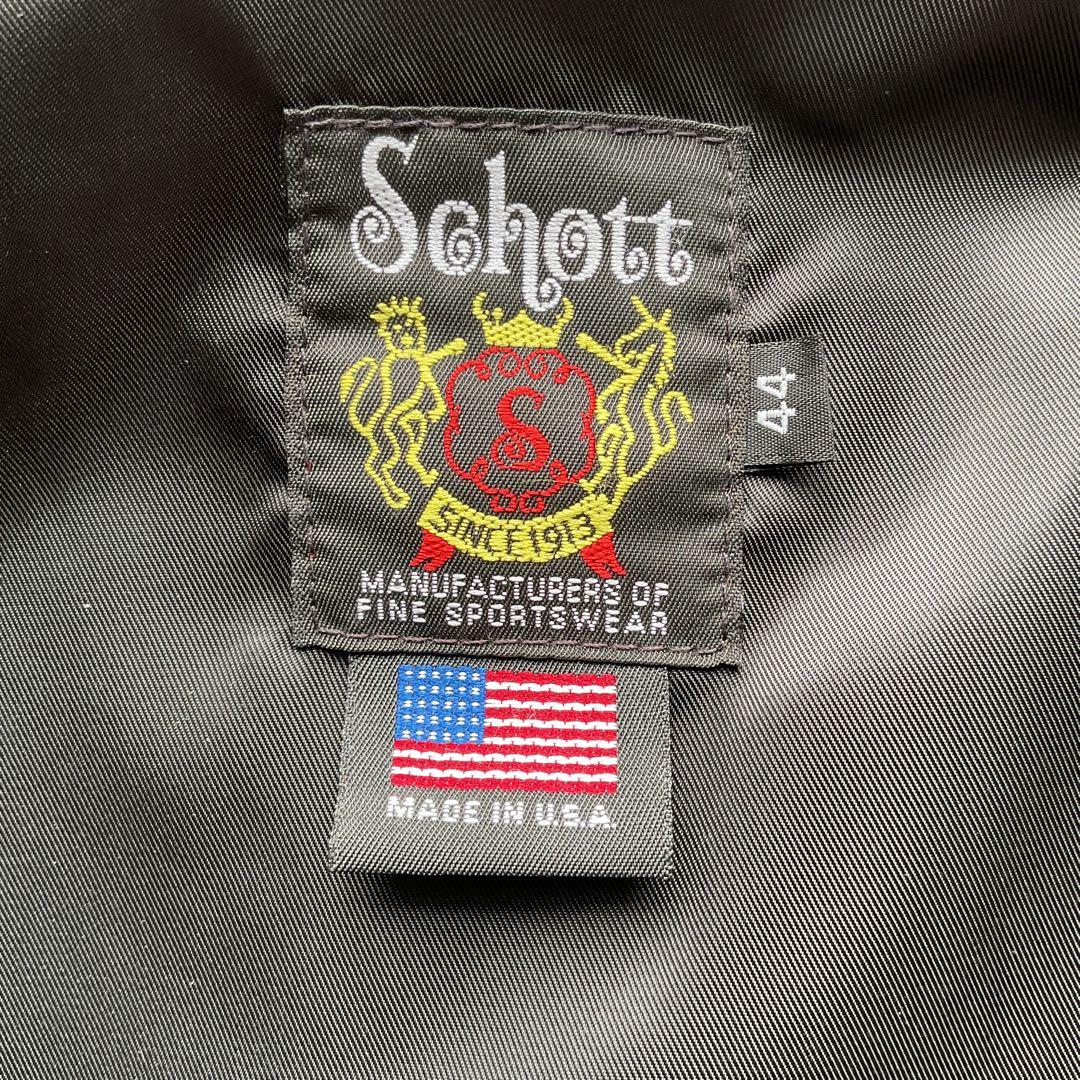 Schott
S
SINCE 1913
MANUFACTURERS OF
FINE SPORTSWEAR
44
MADE IN U.S.A.